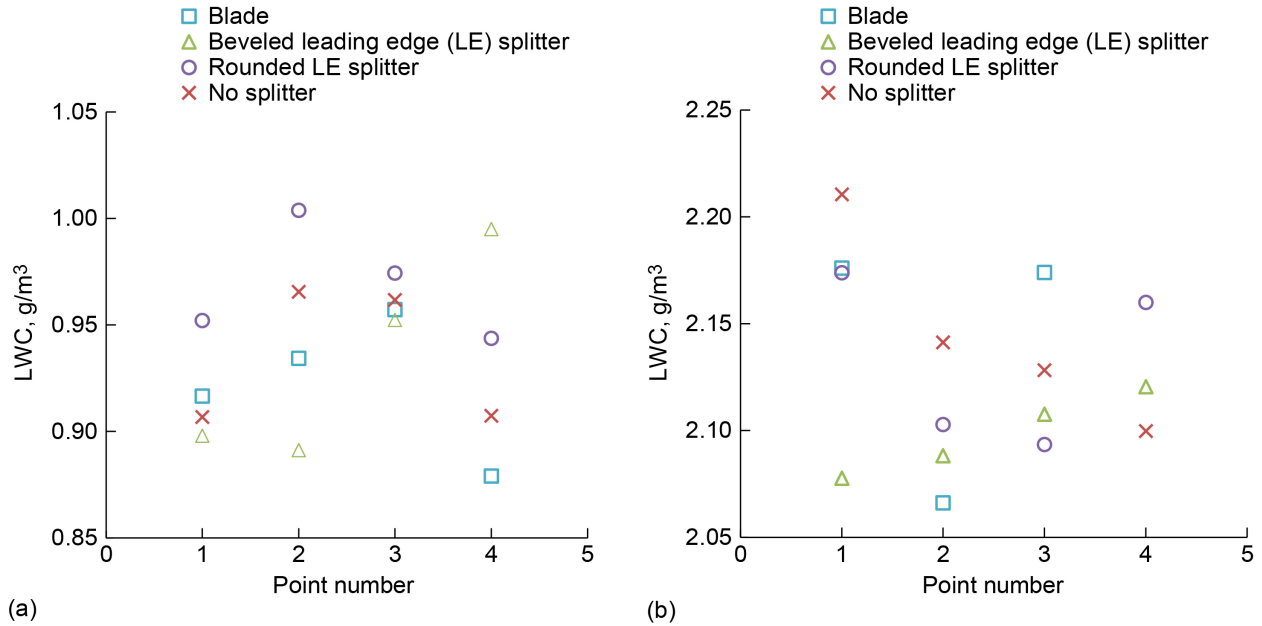 Blade
Beveled leading edge (LE) splitter
Rounded LE splitter
No splitter
1.05
1.00
0.95
0.90
0.85
LWC, g/m³
0 1 2 3 4 5
Point number
(a)
Blade
Beveled leading edge (LE) splitter
Rounded LE splitter
No splitter
2.25
2.20
2.15
2.10
2.05
LWC, g/m³
0 1 2 3 4 5
Point number
(b)